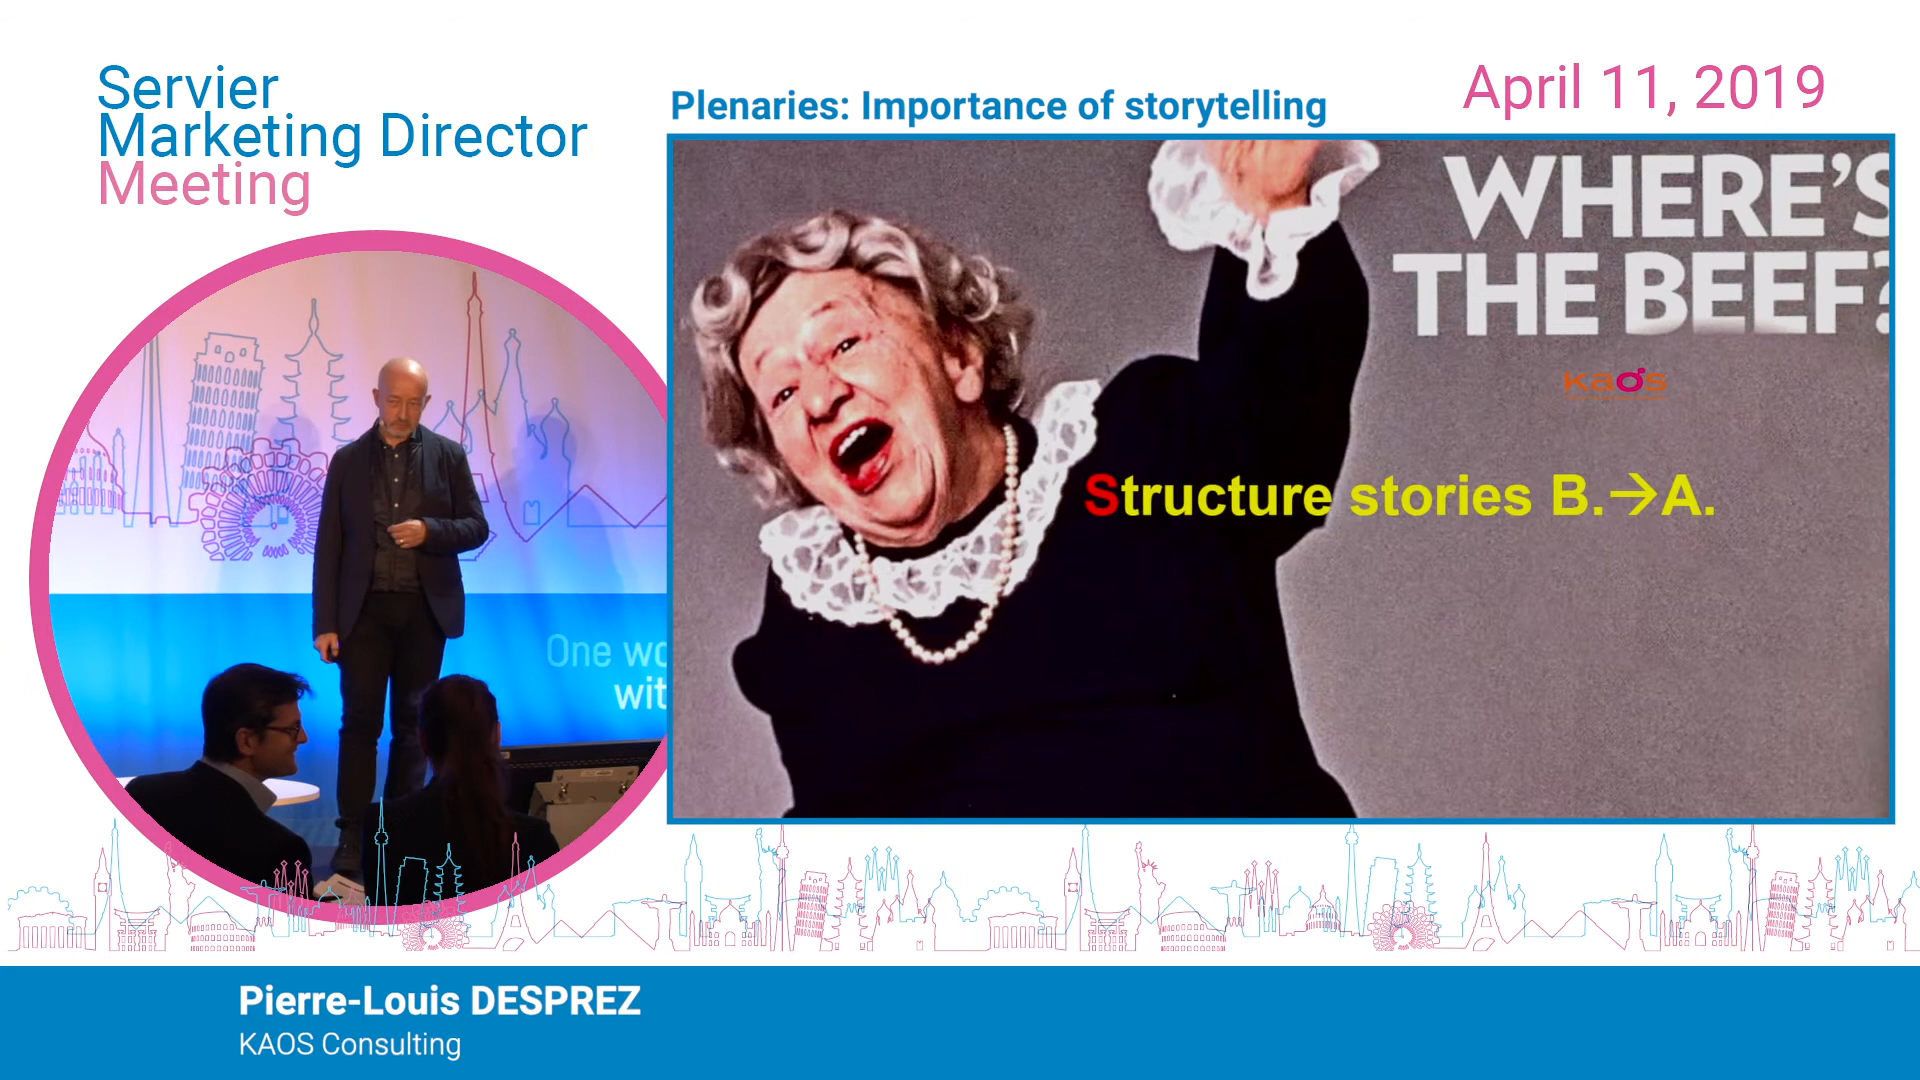 Servier
Marketing Director
Meeting
Plenaries: Importance of storytelling
April 11, 2019
WHERE'S
THE BEEF?
kaos
Structure stories B.→A.
One wo
wit
Pierre-Louis DESPREZ
KAOS Consulting